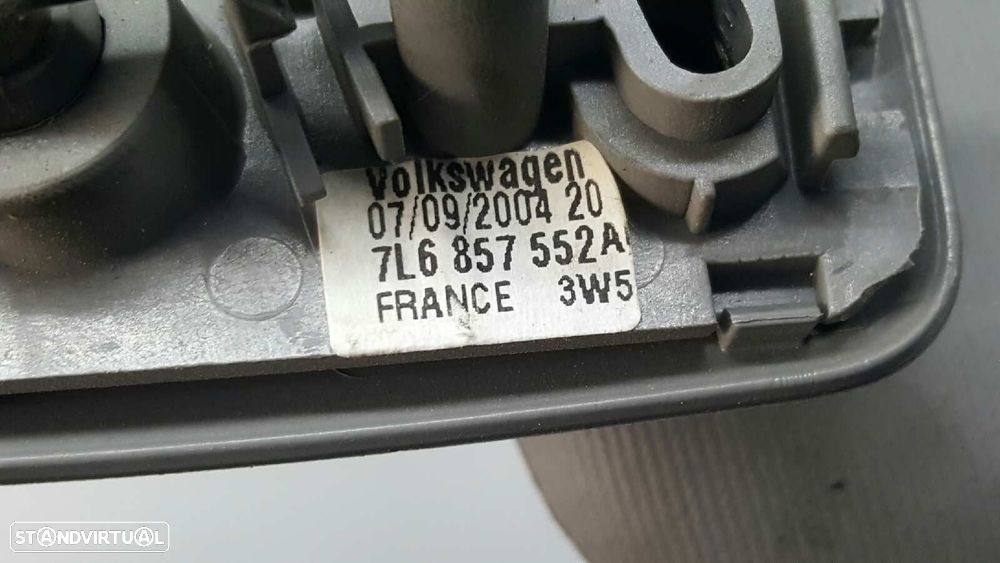 Volkswagen
07/09/2004 20
7L6 857 552A
FRANCE 3W5
STANDVIRTUAL